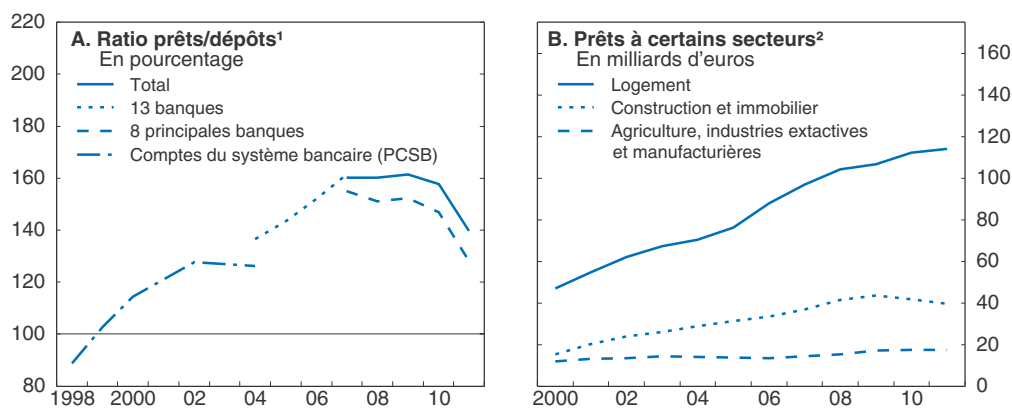 A. Ratio prêts/dépôts¹
En pourcentage
Total
13 banques
8 principales banques
Comptes du système bancaire (PCSB)
220
200
180
160
140
120
100
80
1998 2000 02 04 06 08 10
B. Prêts à certains secteurs²
En milliards d'euros
Logement
Construction et immobilier
Agriculture, industries extactives
et manufacturières
160
140
120
100
80
60
40
20
0
2000 02 04 06 08 10